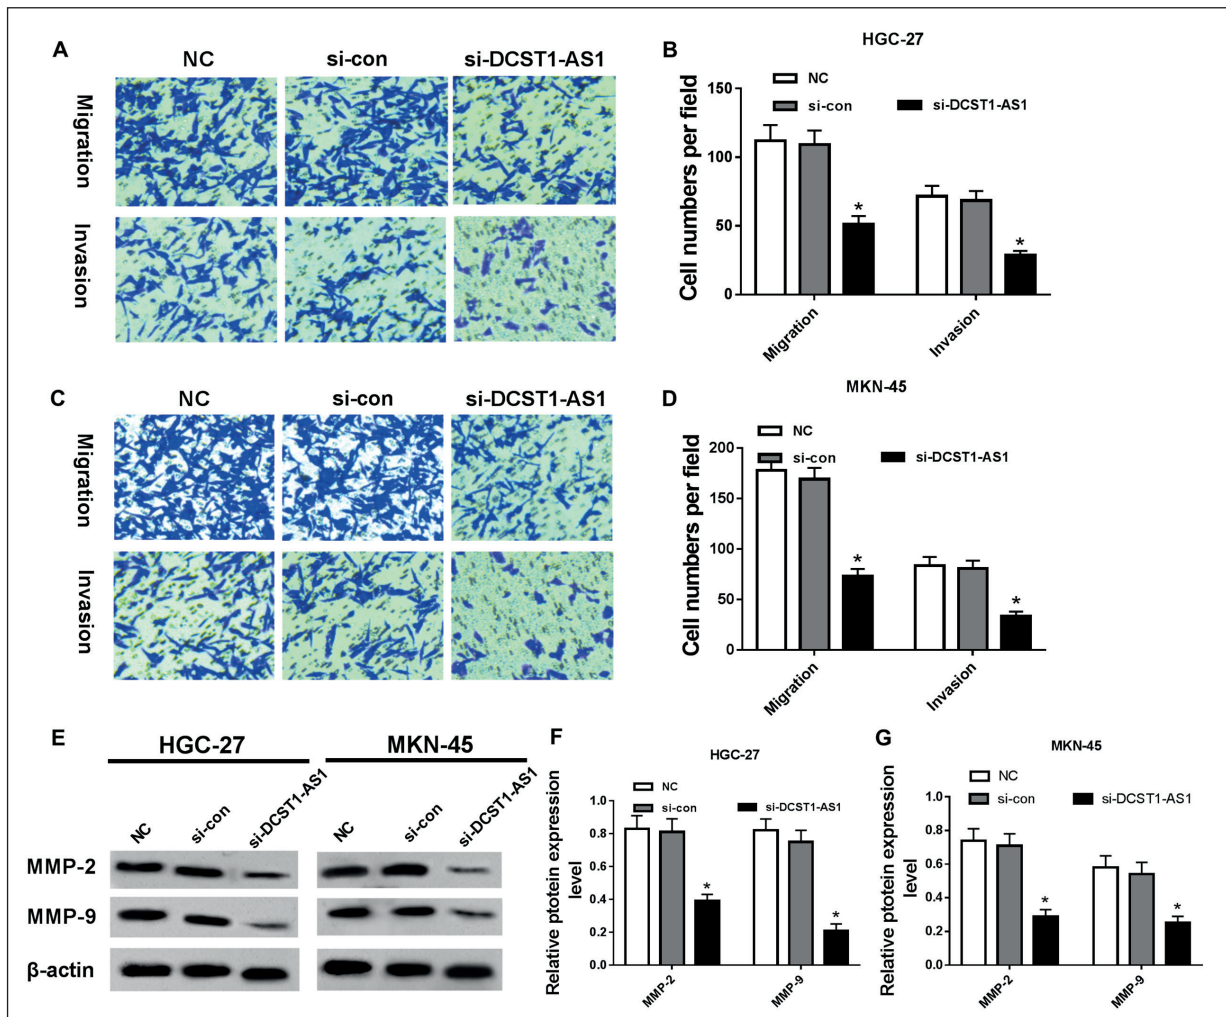 A
NC
si-con
si-DCST1-AS1
Migration
Invasion
B
HGC-27
NC
si-con
si-DCST1-AS1
Cell numbers per field
150
100
50
0
*
*
Migration
Invasion
C
NC
si-con
si-DCST1-AS1
Migration
Invasion
D
MKN-45
NC
si-con
si-DCST1-AS1
Cell numbers per field
200
150
100
50
0
*
*
Migration
Invasion
E
HGC-27
MKN-45
NC
si-con
si-DCST1-AS1
NC
si-con
si-DCST1-AS1
MMP-2
MMP-9
β-actin
F
HGC-27
NC
si-con
si-DCST1-AS1
Relative ptotein expression
level
1.0
0.8
0.6
0.4
0.2
0.0
*
*
MMP-2
MMP-9
G
MKN-45
NC
si-con
si-DCST1-AS1
Relative ptotein expression
level
1.0
0.8
0.6
0.4
0.2
0.0
*
*
MMP-2
MMP-9